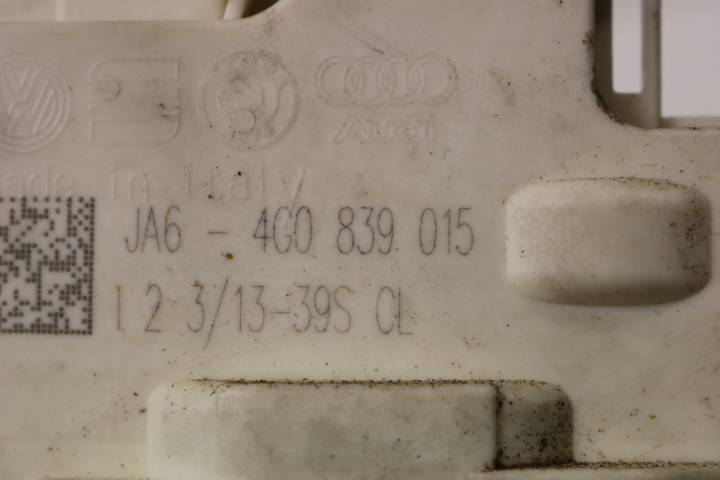 Audi
made in Italy
JA6 - 4G0 839 015
1 2 3/13-39S CL